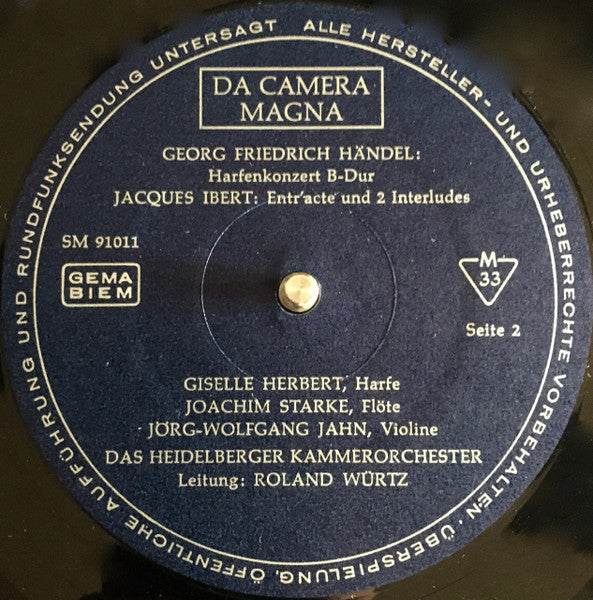 ALLE HERSTELLER- UND URHEBERRECHTE VORBEHALTEN · ÜBERSPIELUNG, ÖFFENTLICHE AUFFÜHRUNG UND RUNDFUNKSENDUNG UNTERSAGT
DA CAMERA
MAGNA
GEORG FRIEDRICH HÄNDEL:
Harfenkonzert B-Dur
JACQUES IBERT: Entr'acte und 2 Interludes
SM 91011
GEMA
BIEM
M
33
Seite 2
GISELLE HERBERT, Harfe
JOACHIM STARKE, Flöte
JÖRG-WOLFGANG JAHN, Violine
DAS HEIDELBERGER KAMMERORCHESTER
Leitung: ROLAND WÜRTZ